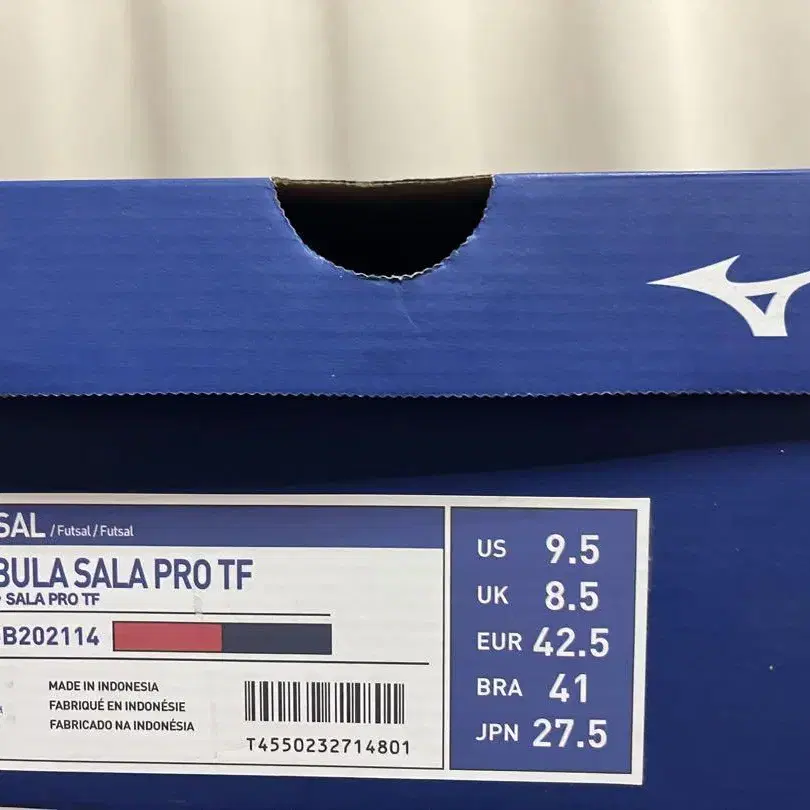 SAL / Futsal / Futsal
BULA SALA PRO TF
SALA PRO TF
B202114
MADE IN INDONESIA
FABRIQUÉ EN INDONÉSIE
FABRICADO NA INDONÉSIA
T4550232714801
US 9.5
UK 8.5
EUR 42.5
BRA 41
JPN 27.5